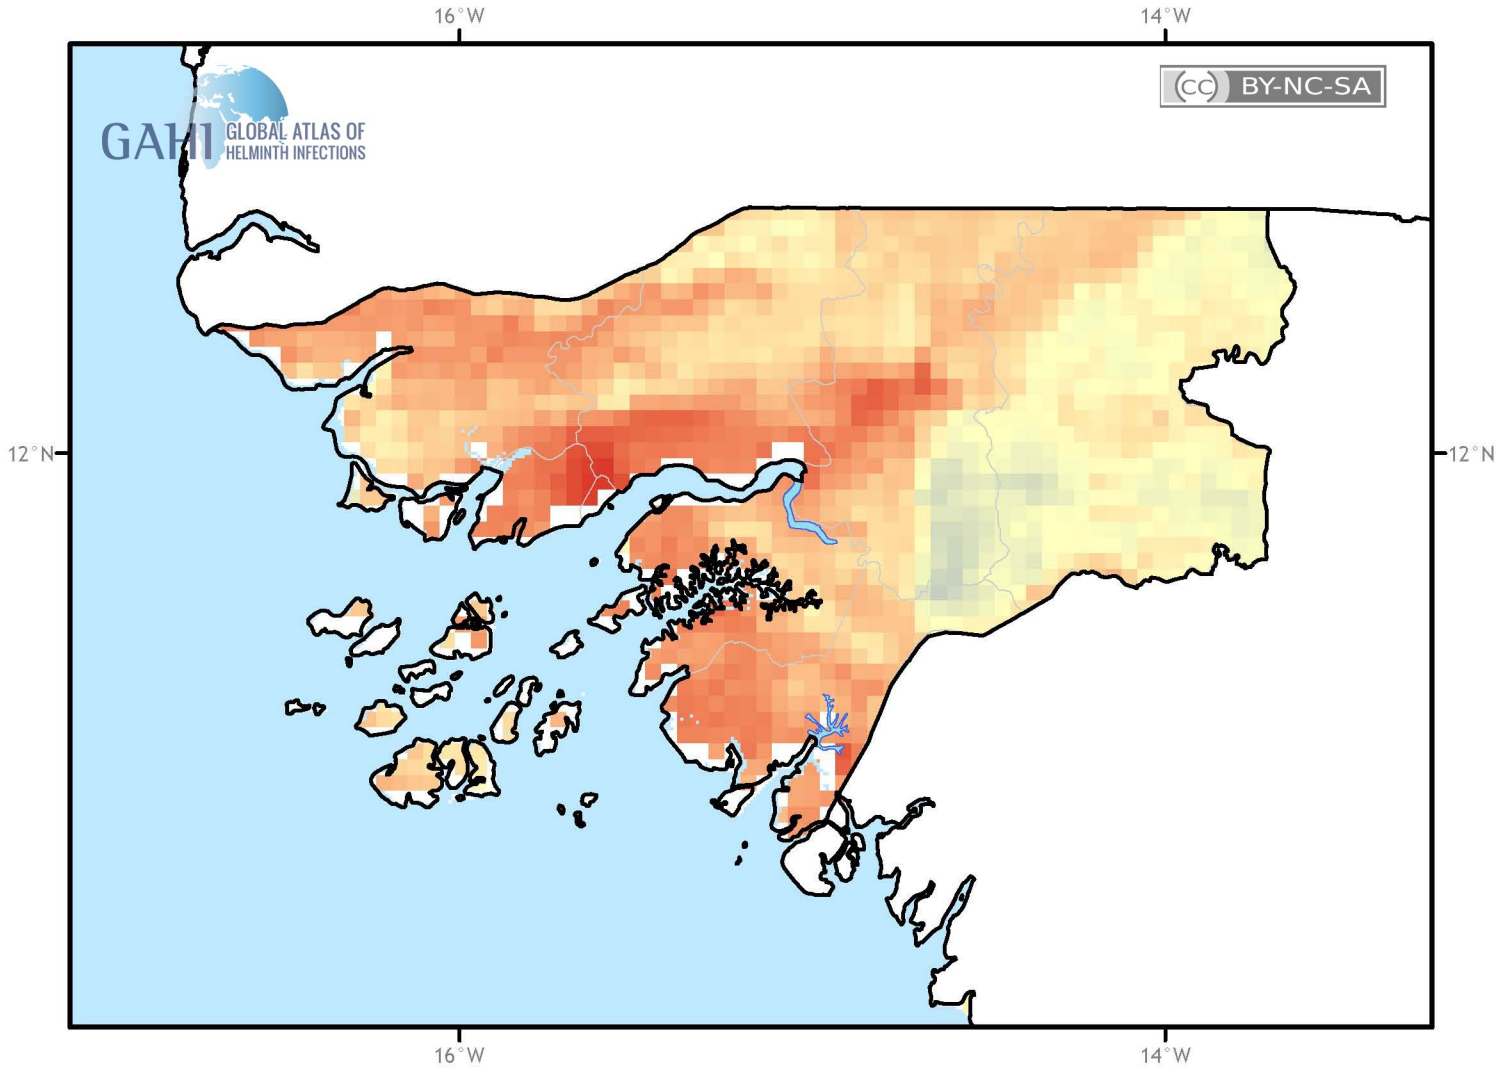 16°W 14°W
GAHI GLOBAL ATLAS OF
HELMINTH INFECTIONS
CC BY-NC-SA
12°N 12°N
16°W 14°W